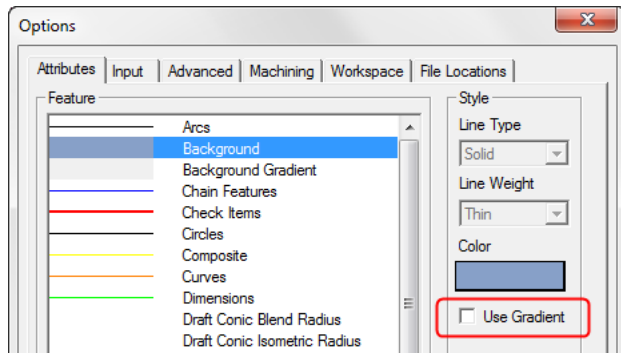 Options
Attributes Input Advanced Machining Workspace File Locations
Feature
Arcs
Background
Background Gradient
Chain Features
Check Items
Circles
Composite
Curves
Dimensions
Draft Conic Blend Radius
Draft Conic Isometric Radius
Style
Line Type
Solid
Line Weight
Thin
Color
Use Gradient